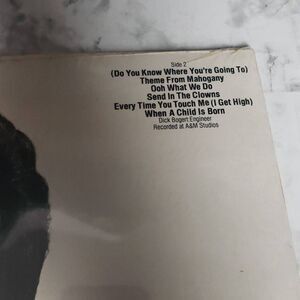 Side 2
(Do You Know Where You're Going To)
Theme From Mahogany
Ooh What We Do
Send In The Clowns
Every Time You Touch Me (I Get High)
When A Child Is Born
Dick Bogert Engineer
Recorded at A&M Studios